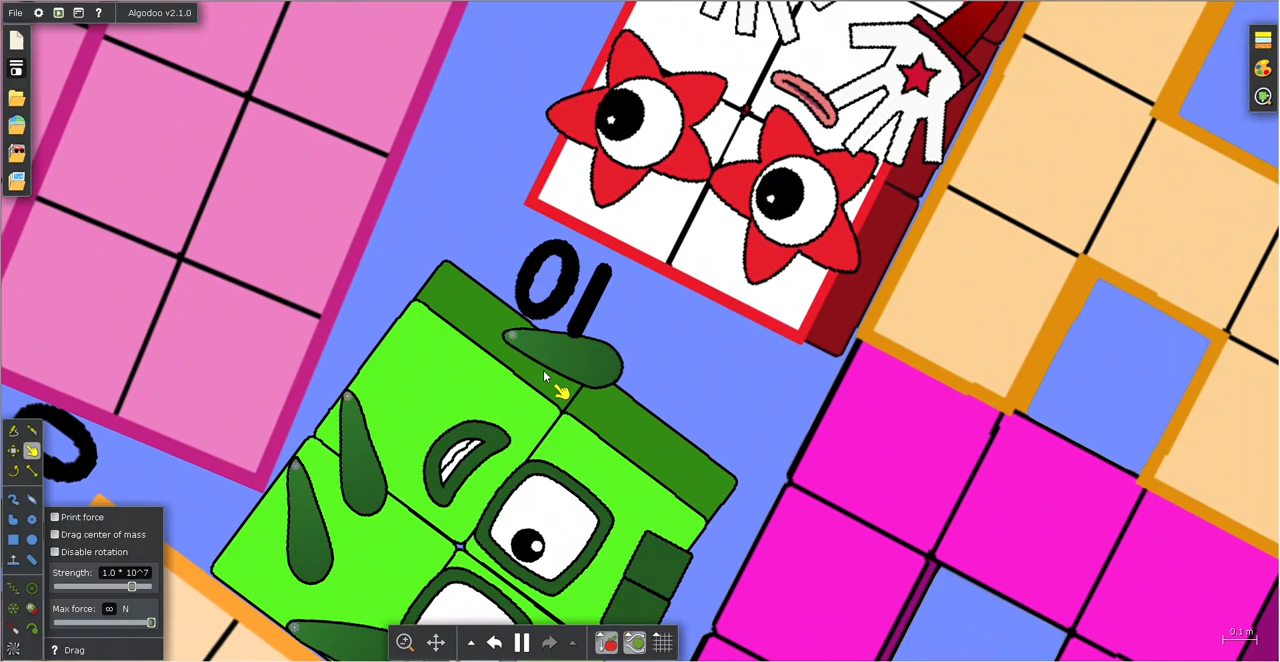 File ? Algodoo v2.1.0
01
Print force
Drag center of mass
Disable rotation
Strength: 1.0 * 10^7
Max force: ∞ N
? Drag
0.1 m